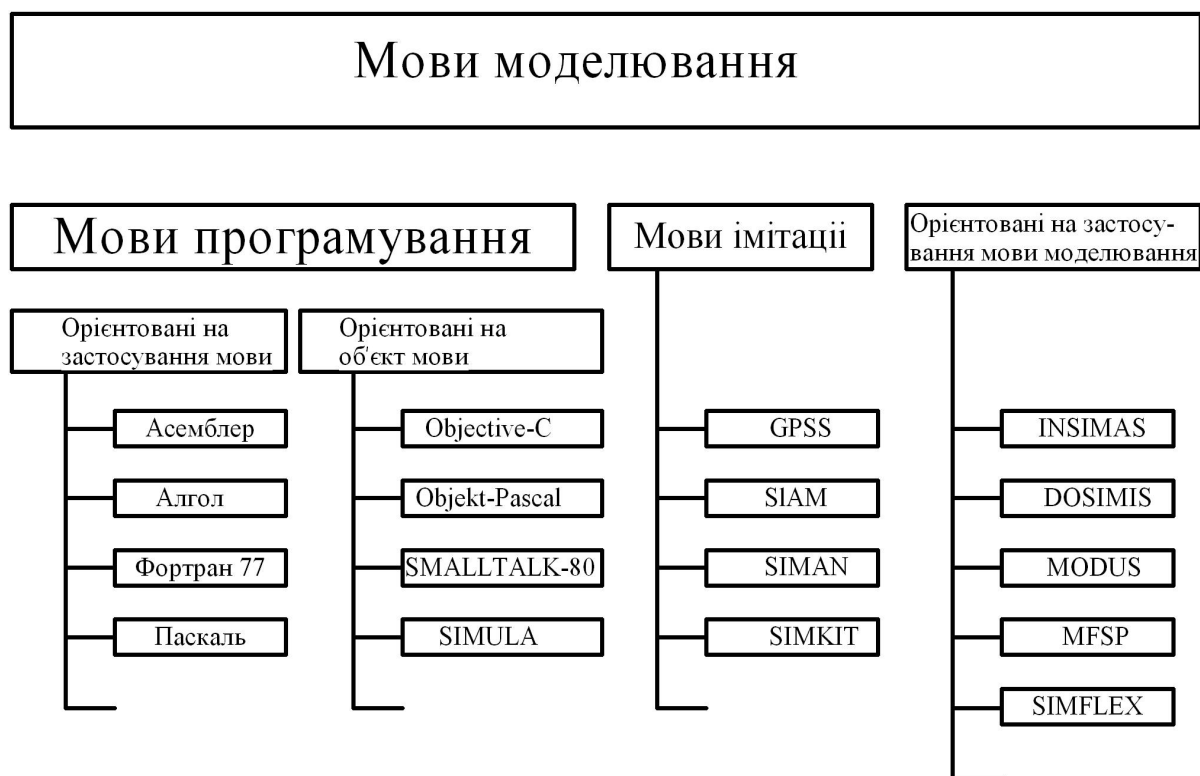 Мови моделювання
Мови програмування
Орієнтовані на
застосування мови
Асемблер
Алгол
Фортран 77
Паскаль
Орієнтовані на
об'єкт мови
Objective-C
Objekt-Pascal
SMALLTALK-80
SIMULA
Мови імітаціі
GPSS
SlAM
SIMAN
SIMKIT
Орієнтовані на застосу-
вання мови моделювання
INSIMAS
DOSIMIS
MODUS
MFSP
SIMFLEX